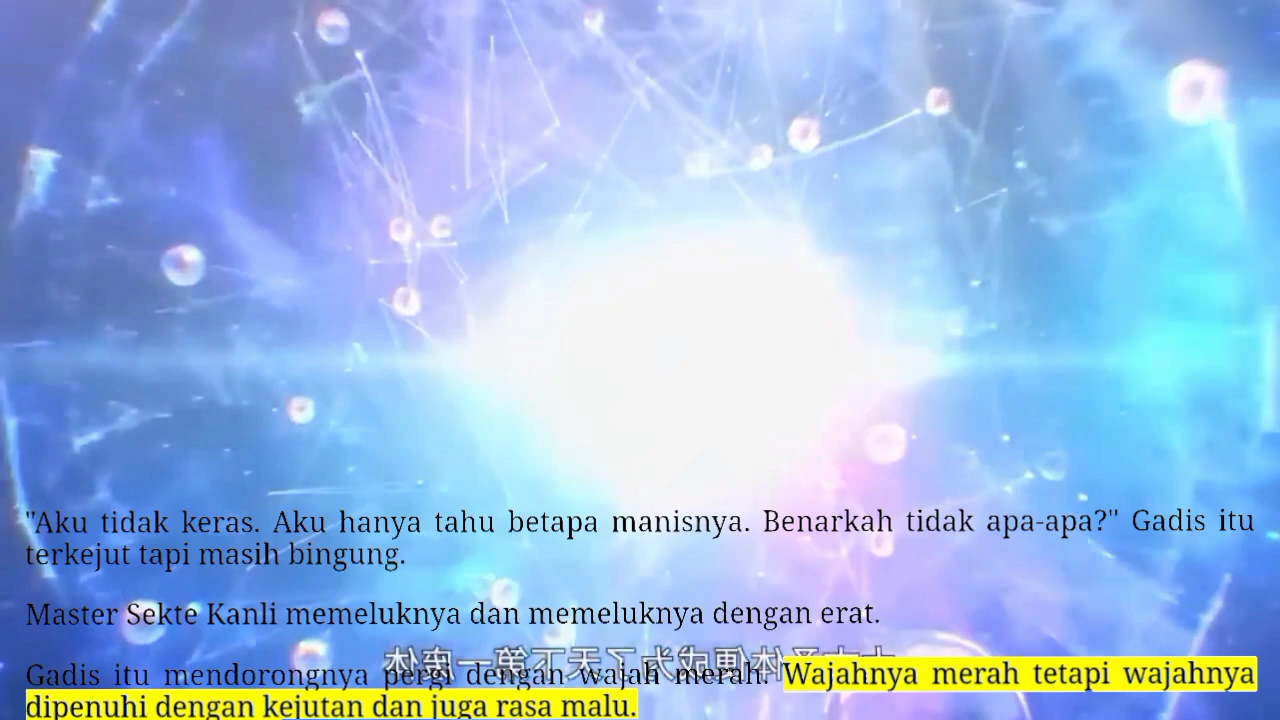 "Aku tidak keras. Aku hanya tahu betapa manisnya. Benarkah tidak apa-apa?" Gadis itu
terkejut tapi masih bingung.
Master Sekte Kanli memeluknya dan memeluknya dengan erat.
Gadis itu mendorongnya pergi dengan wajah merah. Wajahnya merah tetapi wajahnya
dipenuhi dengan kejutan dan juga rasa malu.